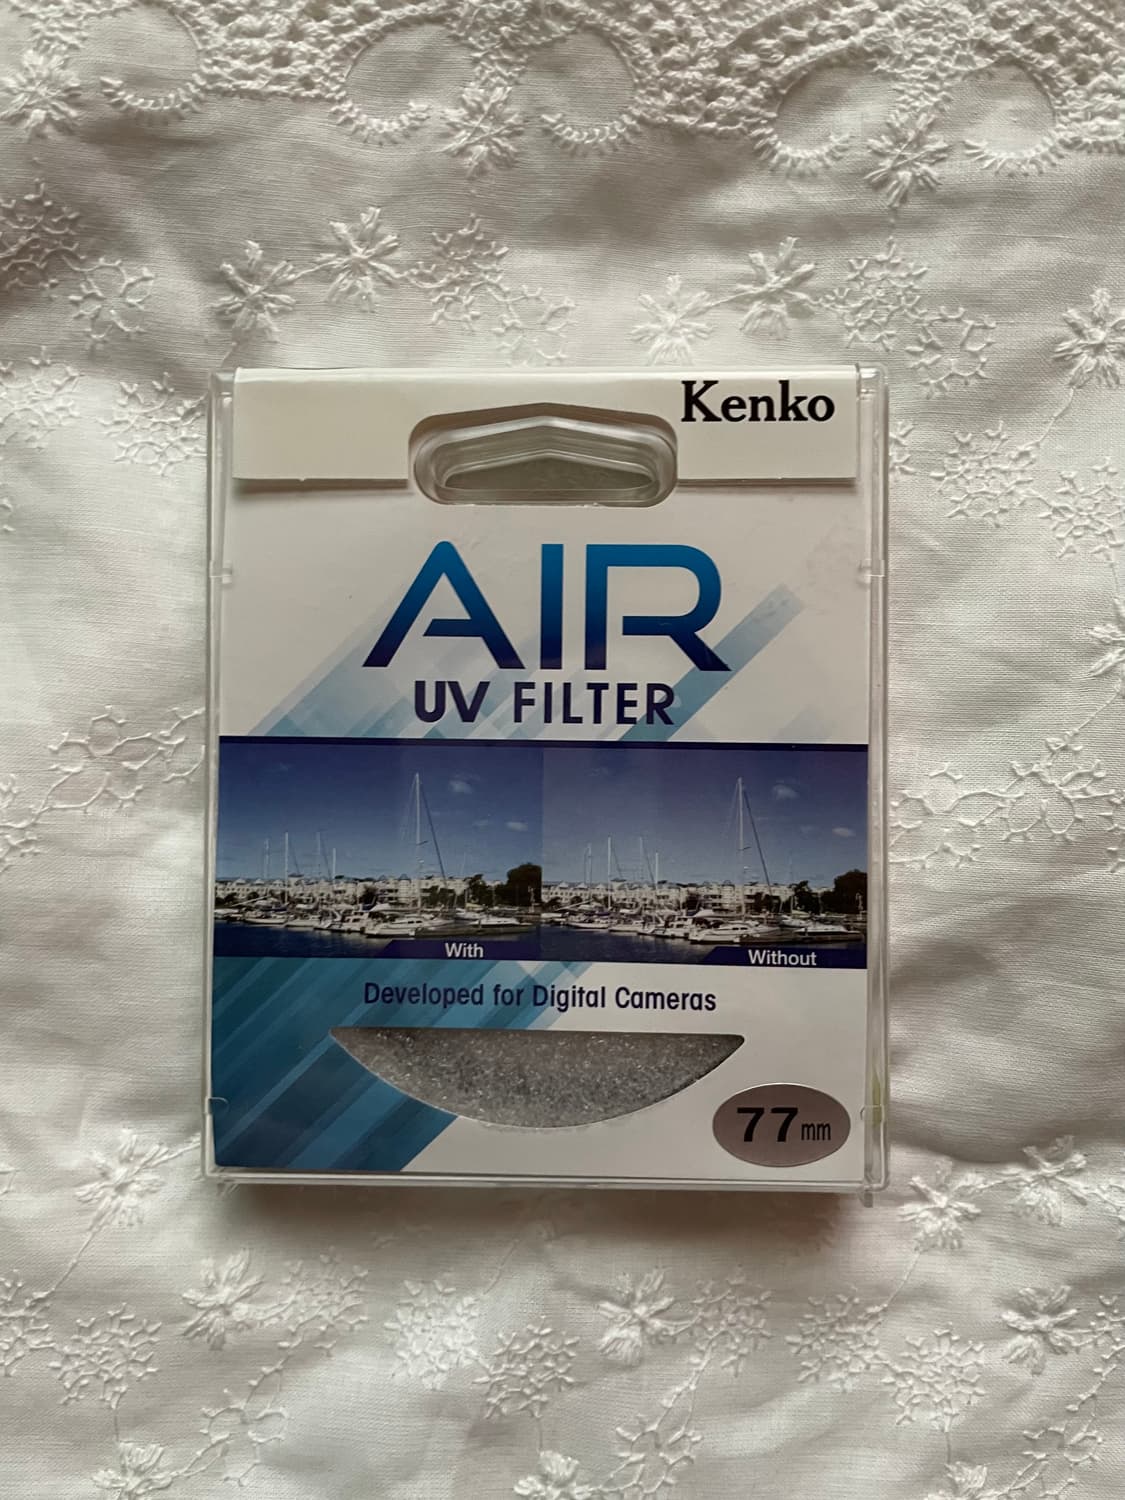 Kenko
AIR
UV FILTER
With
Without
Developed for Digital Cameras
77mm